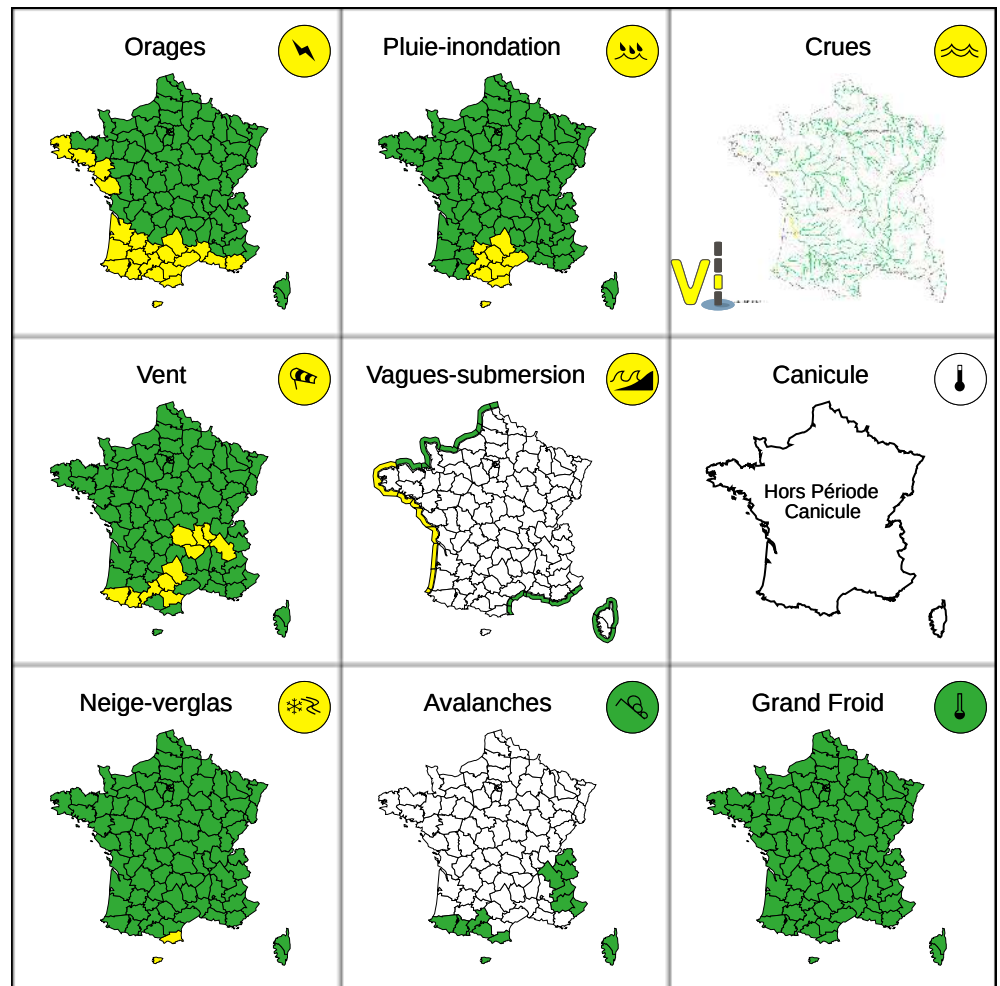 Orages
Pluie-inondation
Crues
Vent
Vagues-submersion
Canicule
Hors Période
Canicule
Neige-verglas
Avalanches
Grand Froid